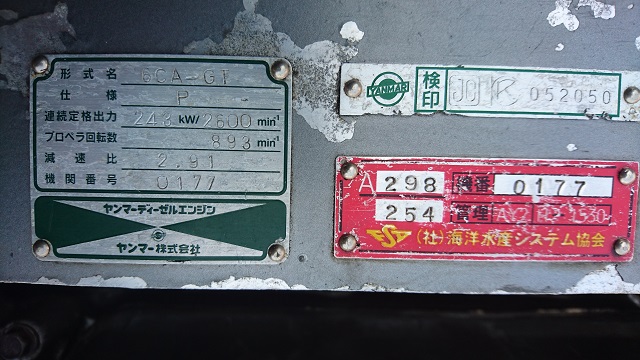 形式名 6CA-GT
仕様 P -
連続定格出力 243 kW/2600 min⁻¹
プロペラ回転数 893 min⁻¹
減速比 2.91
機関番号 0177
ヤンマーディーゼルエンジン
ヤンマー株式会社
YANMAR 検印 052050
A 298 機番 0177
254 管理
(社)海洋水産システム協会